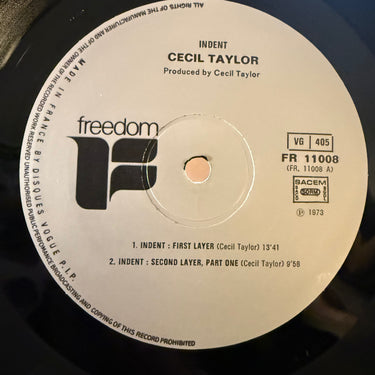 INDENT
CECIL TAYLOR
Produced by Cecil Taylor
freedom
VG 405
FR 11008
(FR. 11008 A)
SACEM
SDRM
℗ 1973
1. INDENT : FIRST LAYER (Cecil Taylor) 13'41
2. INDENT : SECOND LAYER, PART ONE (Cecil Taylor) 9'56
ALL RIGHTS OF THE MANUFACTURER AND OF THE OWNER OF THE RECORDED WORK RESERVED UNAUTHORISED PUBLIC PERFORMANCE BROADCASTING AND COPYING OF THIS RECORD PROHIBITED
MADE IN FRANCE BY DISQUES VOGUE P.I.P.